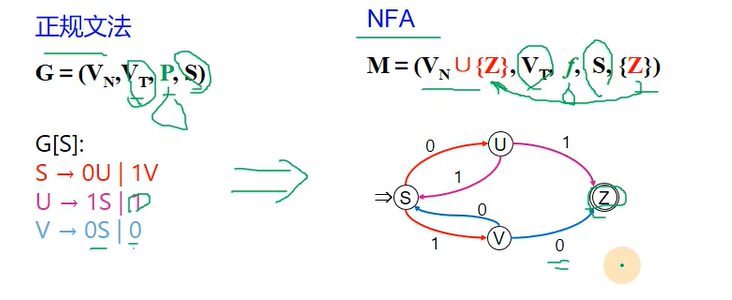 正规文法
G = (V_N, V_T, P, S)
G[S]:
S → 0U | 1V
U → 1S | 1
V → 0S | 0
NFA
M = (V_N ∪ {Z}, V_T, f, S, {Z})
0
U
1
1
⇒ S
Z
0
1
V
0